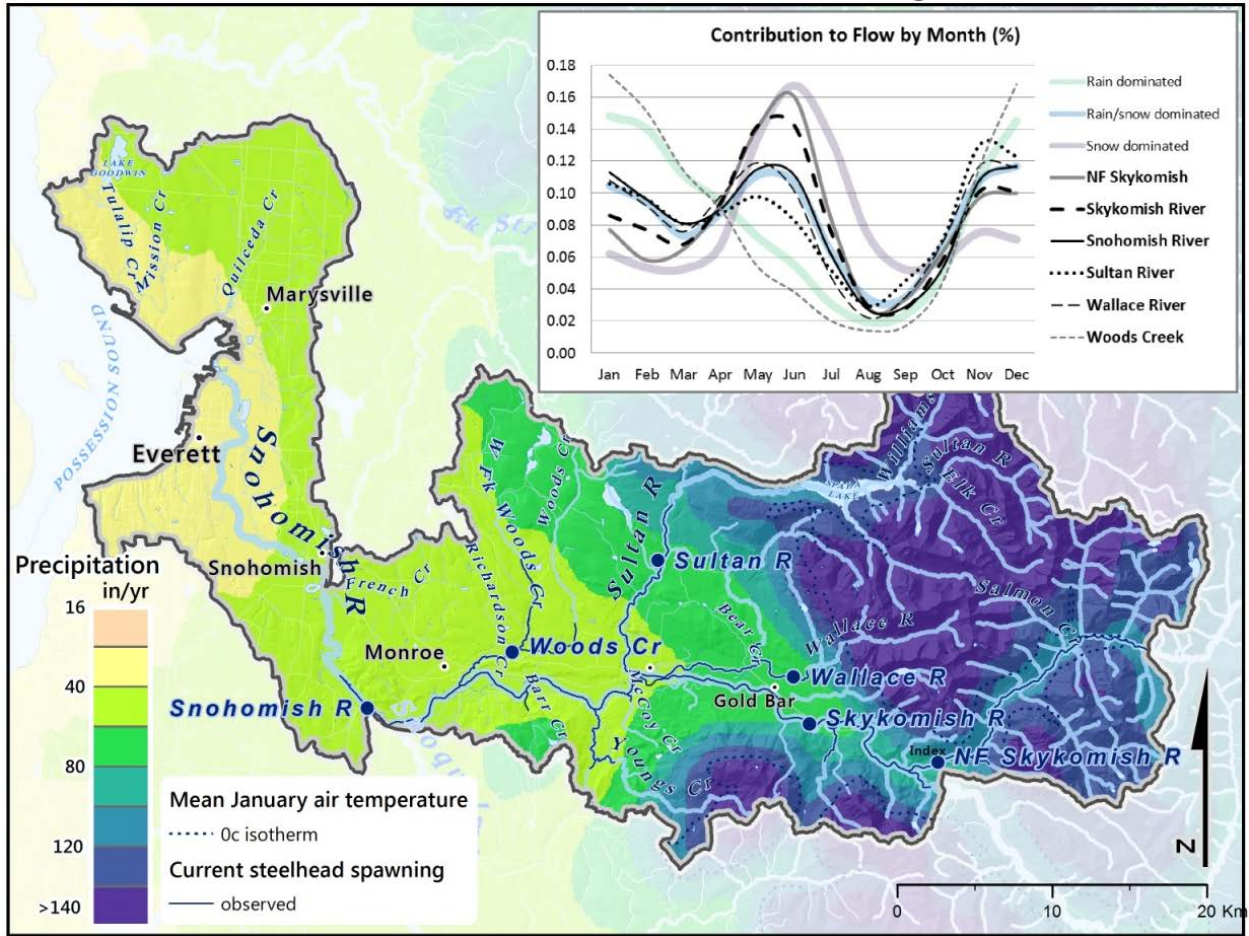 Contribution to Flow by Month (%)
0.18
0.16
0.14
0.12
0.10
0.08
0.06
0.04
0.02
0.00
Jan Feb Mar Apr May Jun Jul Aug Sep Oct Nov Dec
Rain dominated
Rain/snow dominated
Snow dominated
NF Skykomish
Skykomish River
Snohomish River
Sultan River
Wallace River
Woods Creek
LAKE
GOODWIN
Tulalip Cr
Mission Cr
Quilceda Cr
Marysville
POSSESSION SOUND
Everett
Snohomish R
Snohomish
French Cr
Richardson Cr
W Fk Woods Cr
Woods Cr
Sultan R
Sultan R
Williams
Sultan R
Elk Cr
SPADA
LAKE
Salmon Cr
Bear Cr
Wallace R
Monroe
Woods Cr
Wallace R
Gold Bar
Snohomish R
Barr Cr
McCoy Cr
Youngs Cr
Skykomish R
Index
NF Skykomish R
Precipitation
in/yr
16
40
80
120
>140
Mean January air temperature
0c isotherm
Current steelhead spawning
observed
N
0 10 20 Km